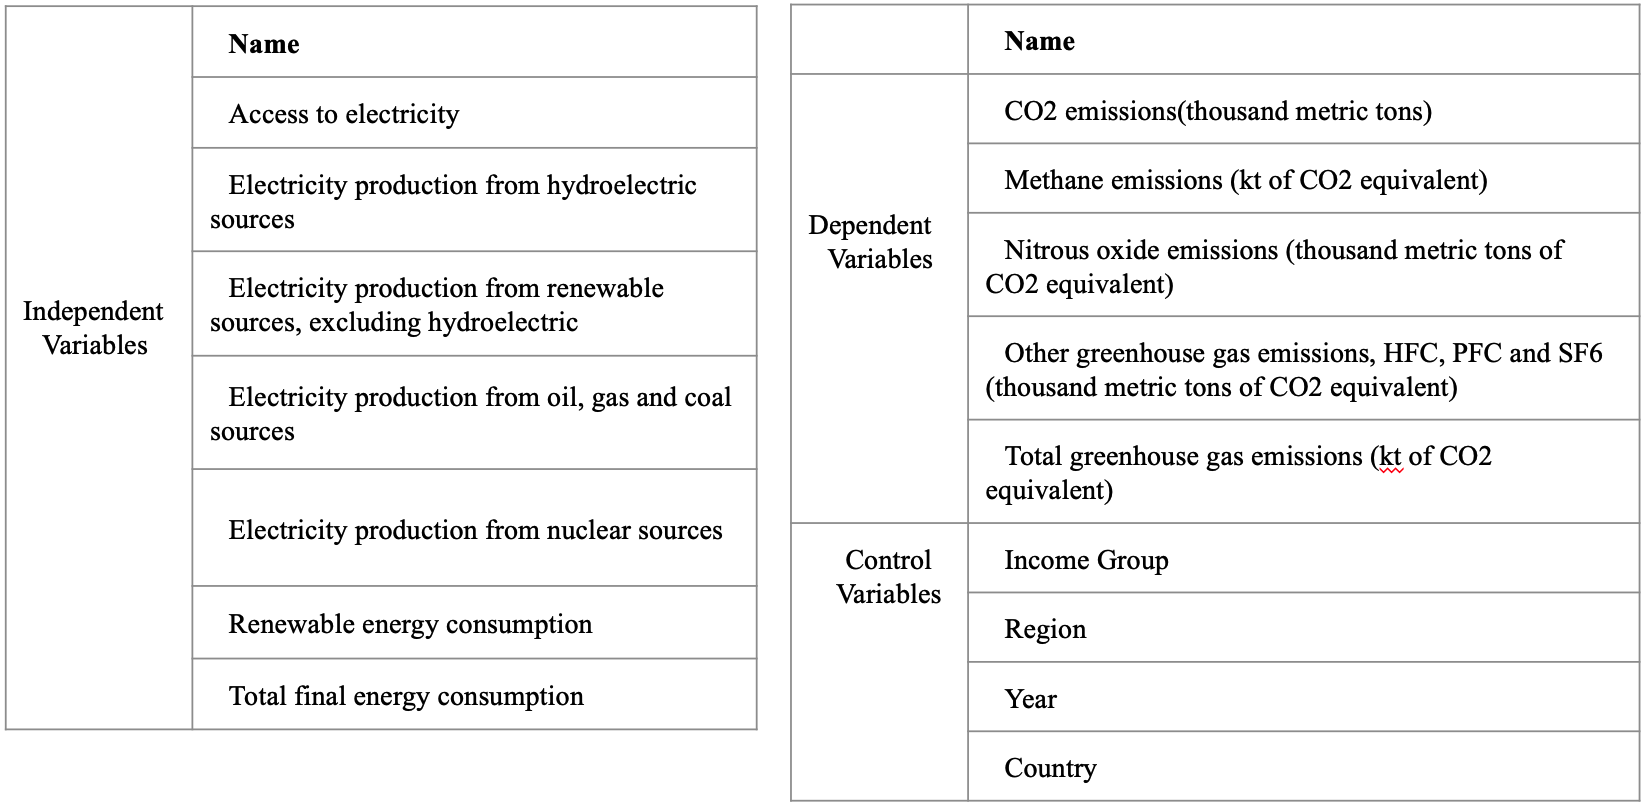 Independent
Variables
Name
Access to electricity
Electricity production from hydroelectric
sources
Electricity production from renewable
sources, excluding hydroelectric
Electricity production from oil, gas and coal
sources
Electricity production from nuclear sources
Renewable energy consumption
Total final energy consumption
Name
Dependent
Variables
CO2 emissions(thousand metric tons)
Methane emissions (kt of CO2 equivalent)
Nitrous oxide emissions (thousand metric tons of
CO2 equivalent)
Other greenhouse gas emissions, HFC, PFC and SF6
(thousand metric tons of CO2 equivalent)
Total greenhouse gas emissions (kt of CO2
equivalent)
Control
Variables
Income Group
Region
Year
Country